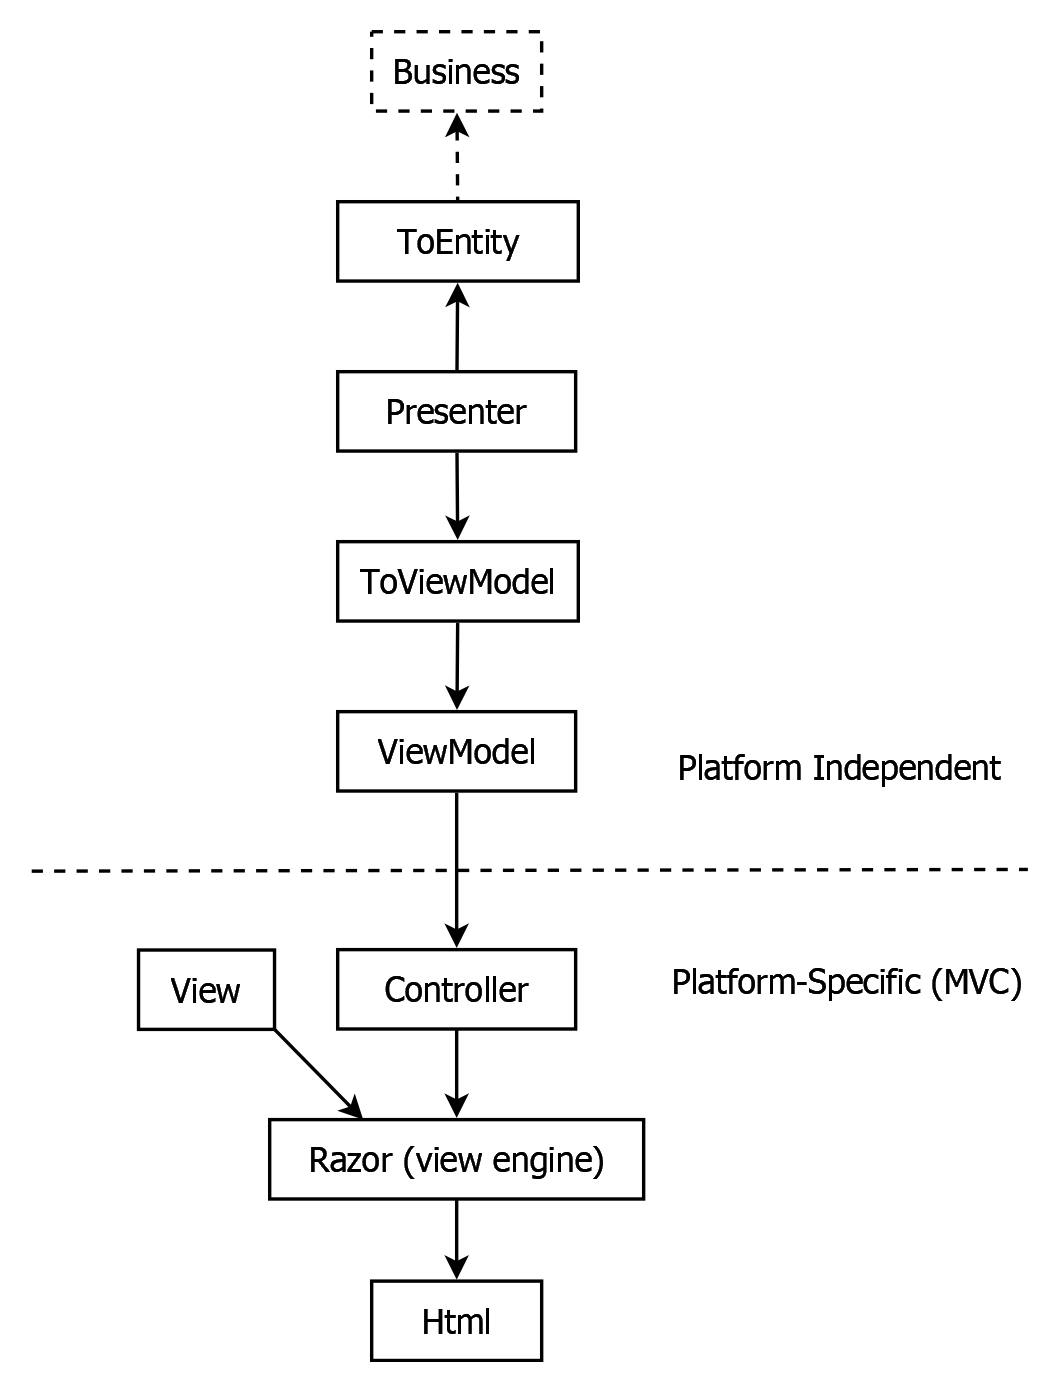 Business
ToEntity
Presenter
ToViewModel
ViewModel
Platform Independent
View
Controller
Platform-Specific (MVC)
Razor (view engine)
Html